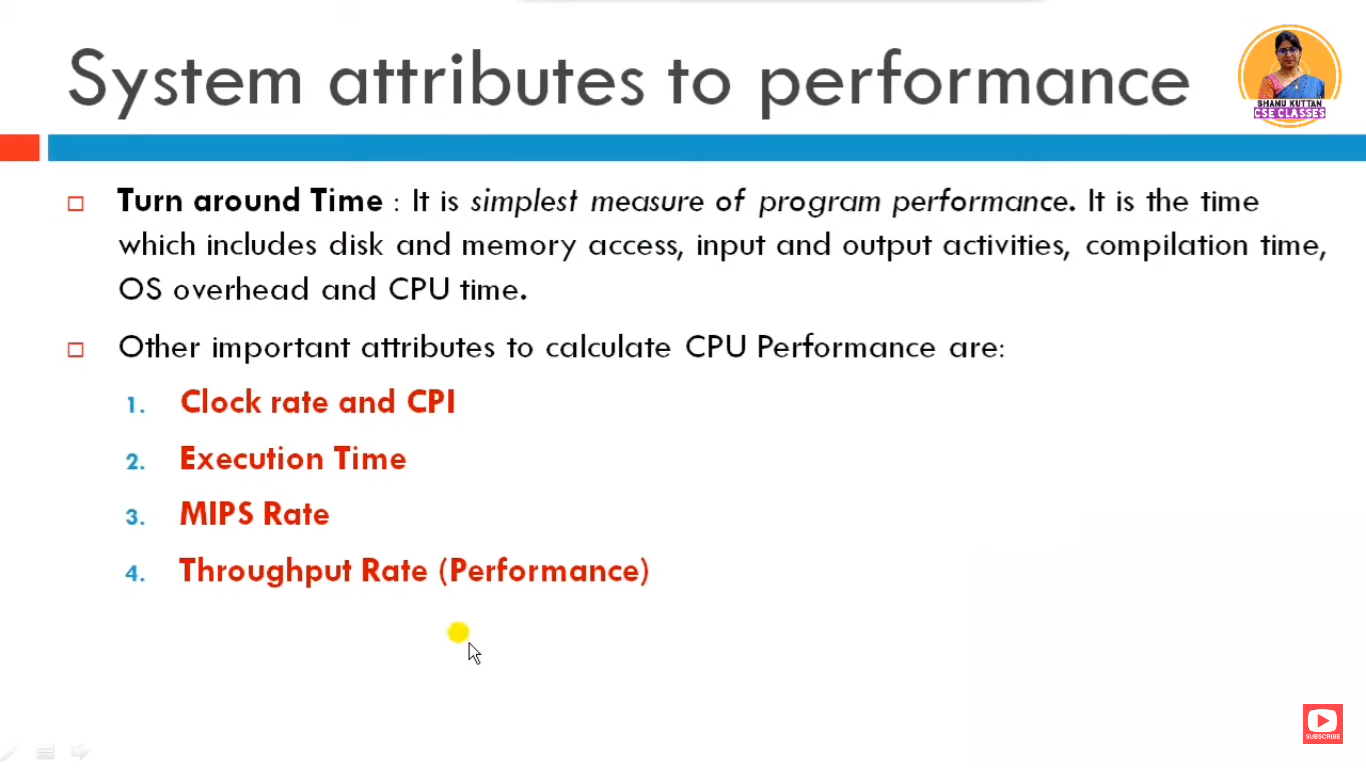 System attributes to performance
SHANU KUTTAN
CSE CLASSES
Turn around Time : It is simplest measure of program performance. It is the time
which includes disk and memory access, input and output activities, compilation time,
OS overhead and CPU time.
Other important attributes to calculate CPU Performance are:
1. Clock rate and CPI
2. Execution Time
3. MIPS Rate
4. Throughput Rate (Performance)
SUBSCRIBE